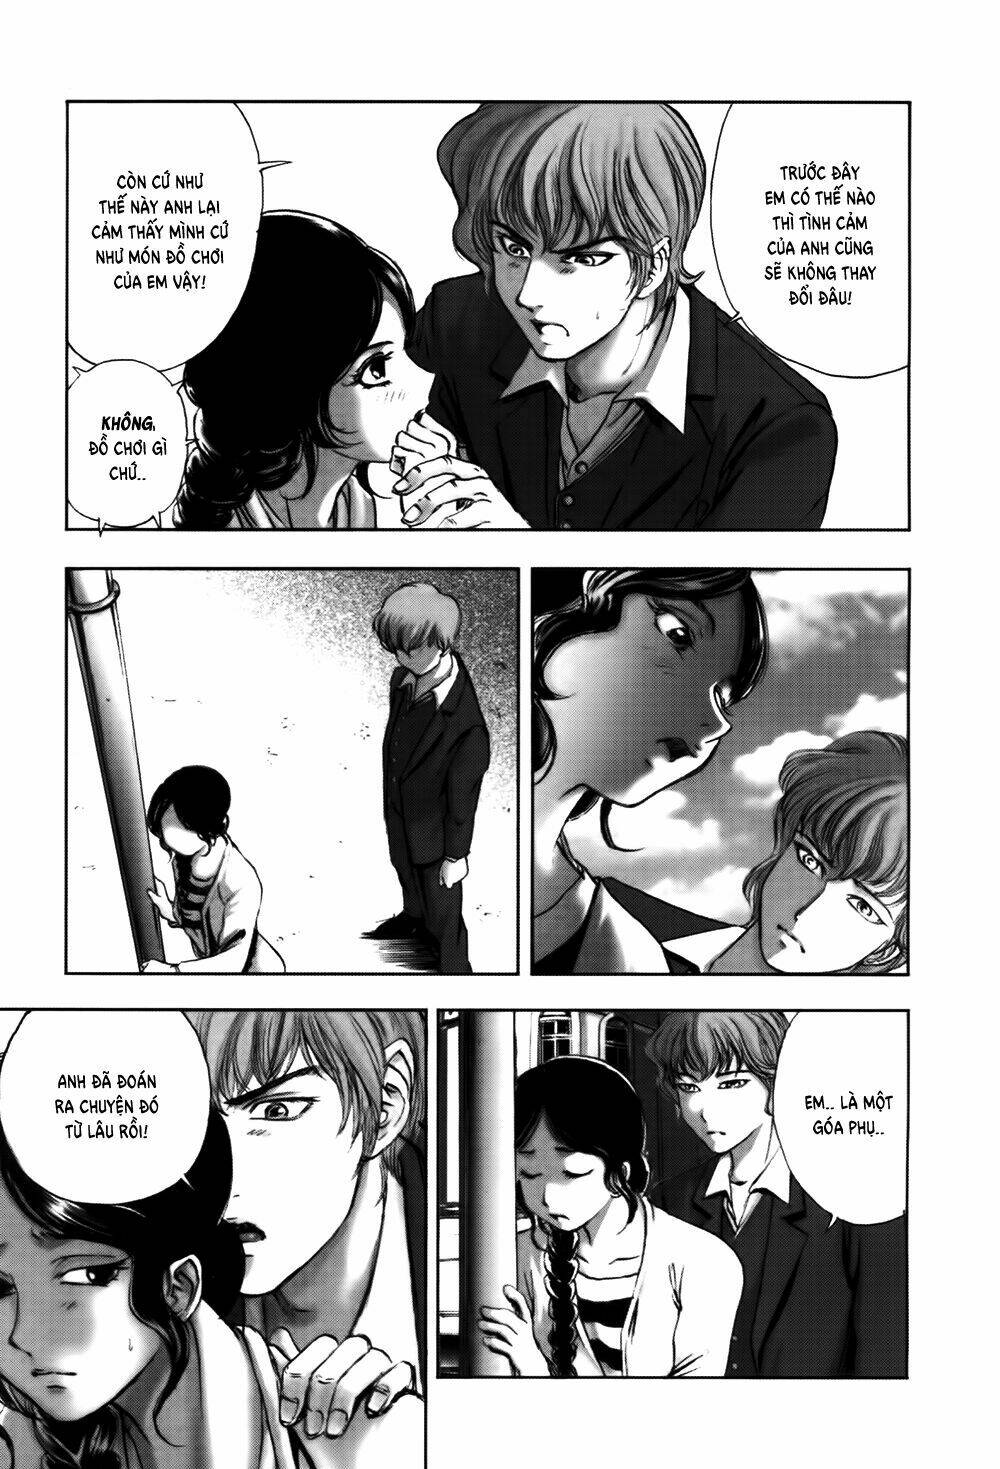 TRƯỚC ĐÂY
EM CÓ THẾ NÀO
THÌ TÌNH CẢM
CỦA ANH CŨNG
SẼ KHÔNG THAY
ĐỔI ĐÂU!
CÒN CỨ NHƯ
THẾ NÀY ANH LẠI
CẢM THẤY MÌNH CỨ
NHƯ MÓN ĐỒ CHƠI
CỦA EM VẬY!
KHÔNG,
ĐỒ CHƠI GÌ
CHỨ..
EM.. LÀ MỘT
GÓA PHỤ..
ANH ĐÃ ĐOÁN
RA CHUYỆN ĐÓ
TỪ LÂU RỒI!